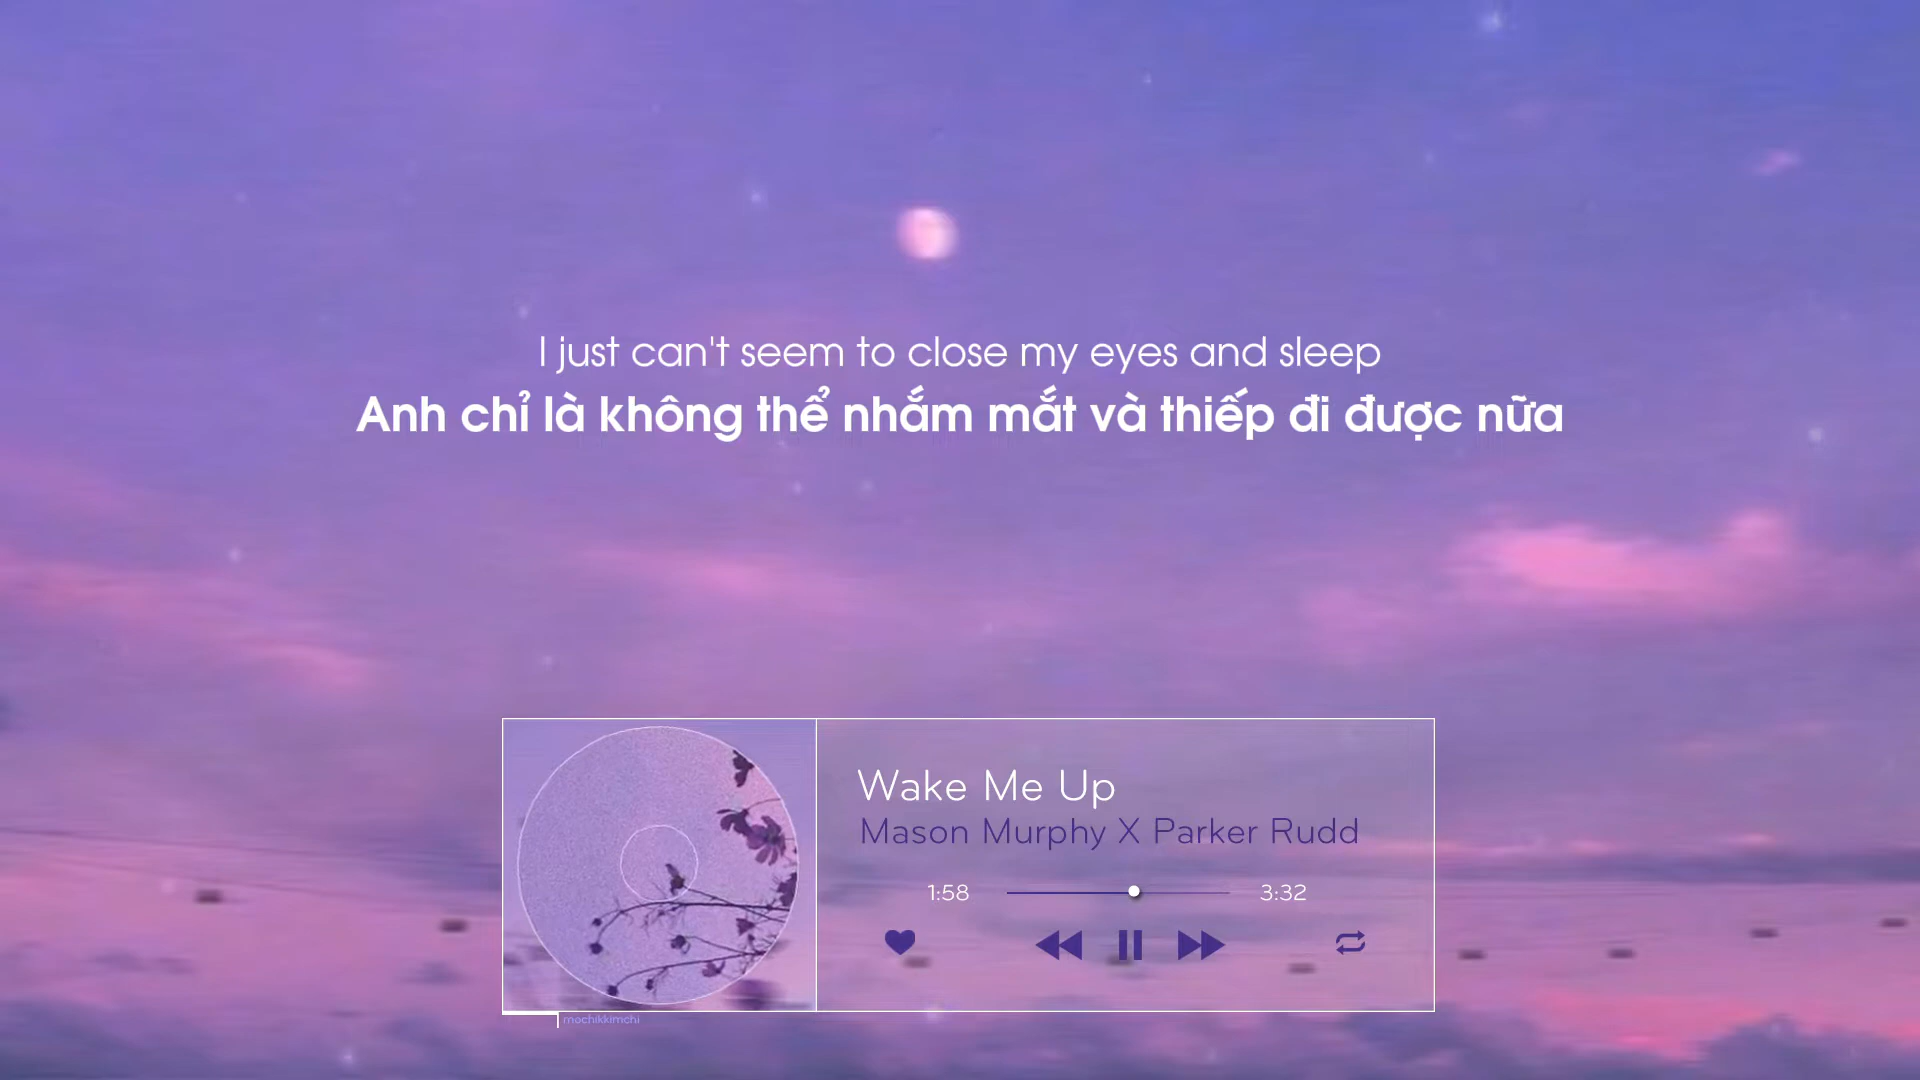 I just can't seem to close my eyes and sleep
Anh chỉ là không thể nhắm mắt và thiếp đi được nữa
Wake Me Up
Mason Murphy X Parker Rudd
1:58 3:32
mochikkimchi